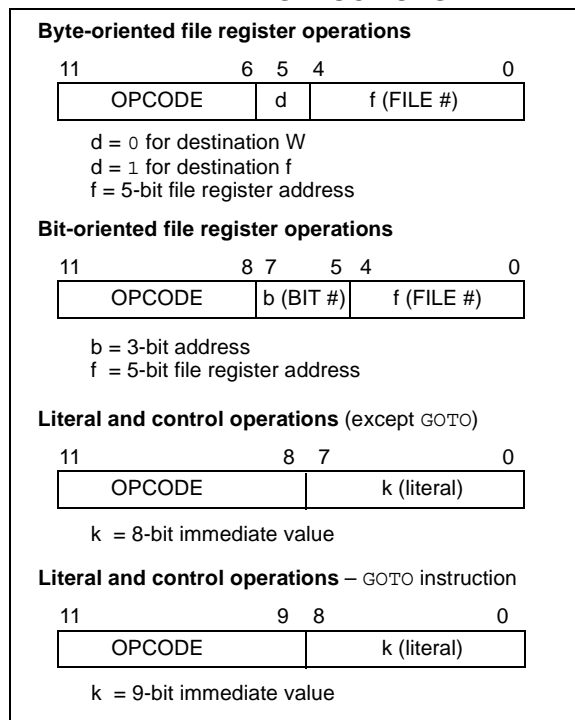 Byte-oriented file register operations
11 6 5 4 0
OPCODE d f (FILE #)
d = 0 for destination W
d = 1 for destination f
f = 5-bit file register address
Bit-oriented file register operations
11 8 7 5 4 0
OPCODE b (BIT #) f (FILE #)
b = 3-bit address
f = 5-bit file register address
Literal and control operations (except GOTO)
11 8 7 0
OPCODE k (literal)
k = 8-bit immediate value
Literal and control operations – GOTO instruction
11 9 8 0
OPCODE k (literal)
k = 9-bit immediate value